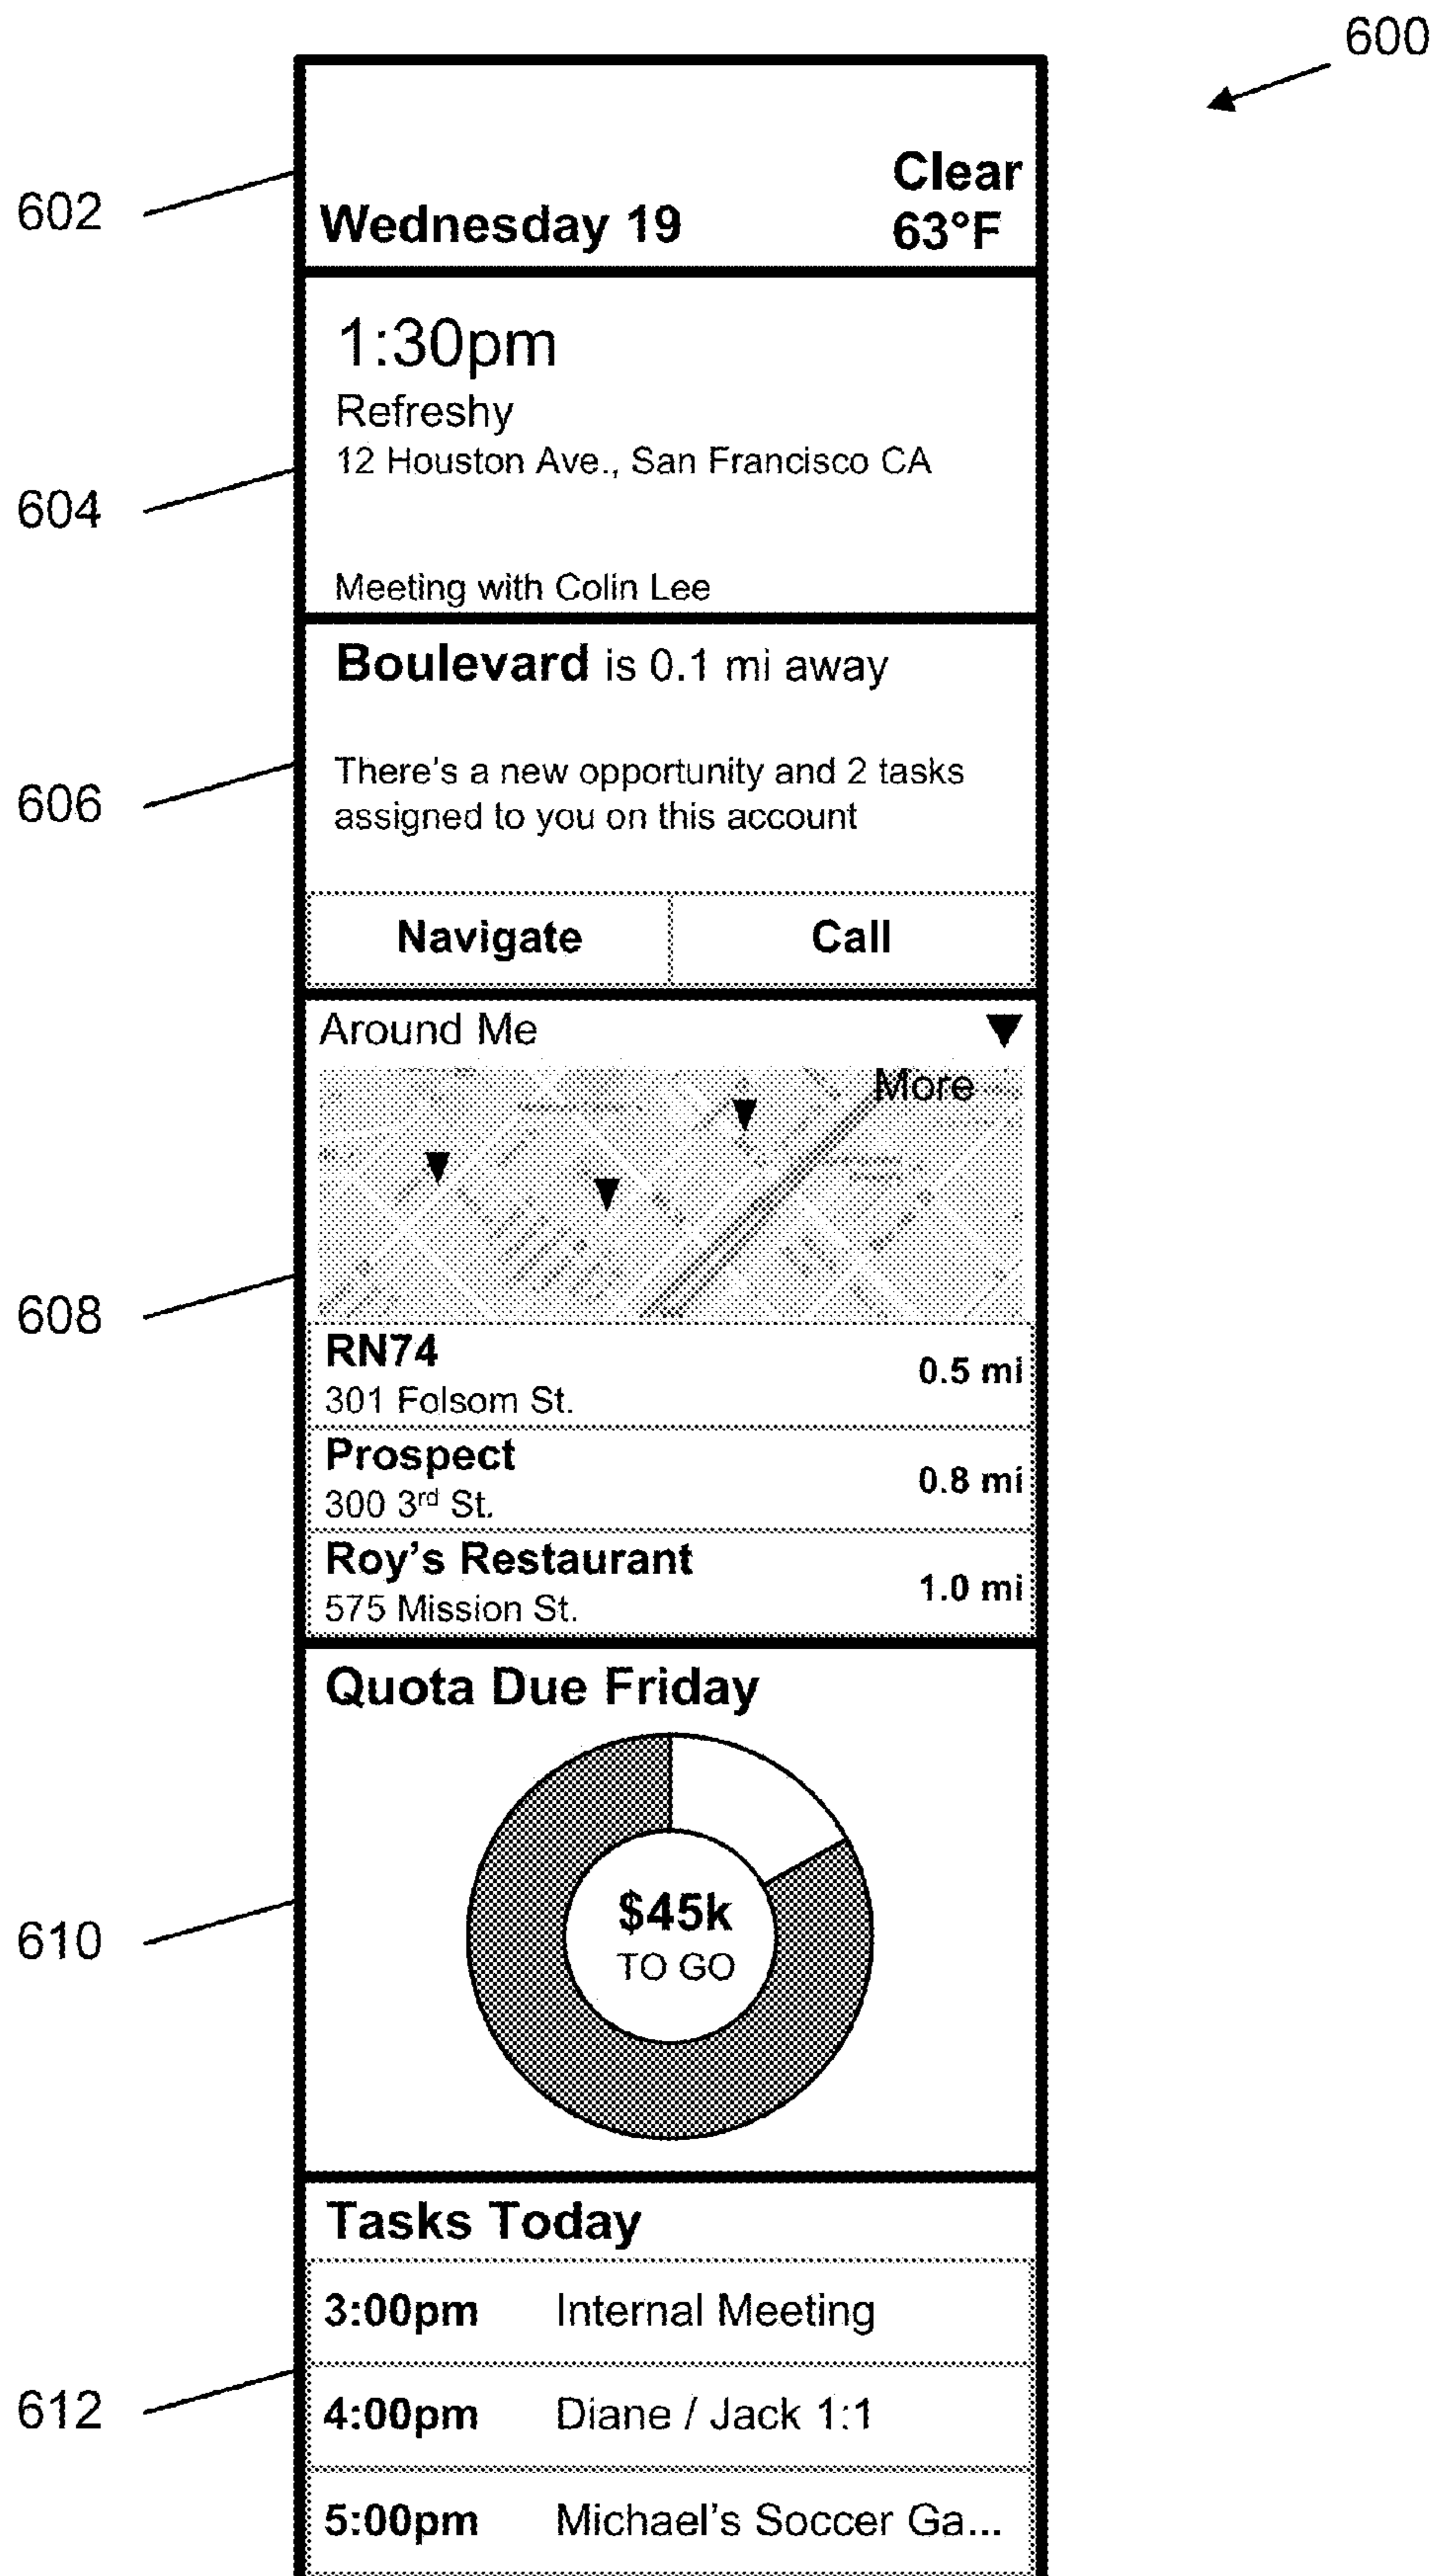 600
602
Wednesday 19
Clear
63°F
604
1:30pm
Refreshy
12 Houston Ave., San Francisco CA
Meeting with Colin Lee
606
Boulevard is 0.1 mi away
There's a new opportunity and 2 tasks
assigned to you on this account
Navigate
Call
608
Around Me
More
RN74
301 Folsom St.
0.5 mi
Prospect
300 3rd St.
0.8 mi
Roy's Restaurant
575 Mission St.
1.0 mi
610
Quota Due Friday
$45k
TO GO
612
Tasks Today
3:00pm Internal Meeting
4:00pm Diane / Jack 1:1
5:00pm Michael's Soccer Ga...